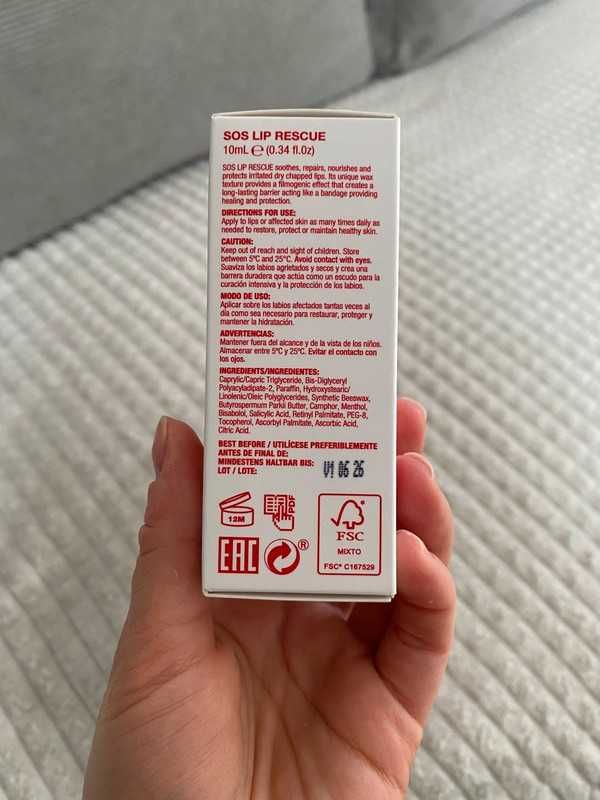 SOS LIP RESCUE
10mL ℮ (0.34 fl.Oz)
SOS LIP RESCUE soothes, repairs, nourishes and
protects irritated dry chapped lips. Its unique wax
texture provides a filmogenic effect that creates a
long-lasting barrier acting like a bandage providing
healing and protection.
DIRECTIONS FOR USE:
Apply to lips or affected skin as many times daily as
needed to restore, protect or maintain healthy skin.
CAUTION:
Keep out of reach and sight of children. Store
between 5ºC and 25°C. Avoid contact with eyes.
Suaviza los labios agrietados y secos y crea una
barrera duradera que actúa como un escudo para la
curación intensiva y la protección de los labios.
MODO DE USO:
Aplicar sobre los labios afectados tantas veces al
día como sea necesario para restaurar, proteger y
mantener la hidratación.
ADVERTENCIAS:
Mantener fuera del alcance y de la vista de los niños.
Almacenar entre 5ºC y 25ºC. Evitar el contacto con
los ojos.
INGREDIENTS/INGREDIENTES:
Caprylic/Capric Triglyceride, Bis-Diglyceryl
Polyacyladipate-2, Paraffin, Hydroxystearic/
Linolenic/Oleic Polyglycerides, Synthetic Beeswax,
Butyrospermum Parkii Butter, Camphor, Menthol,
Bisabolol, Salicylic Acid, Retinyl Palmitate, PEG-8,
Tocopherol, Ascorbyl Palmitate, Ascorbic Acid,
Citric Acid.
BEST BEFORE / UTILÍCESE PREFERIBLEMENTE
ANTES DE FINAL DE:
MINDESTENS HALTBAR BIS:
LOT / LOTE:
V1 06 26
12M
PDF
EAC
®
FSC
MIXTO
FSC® C167529